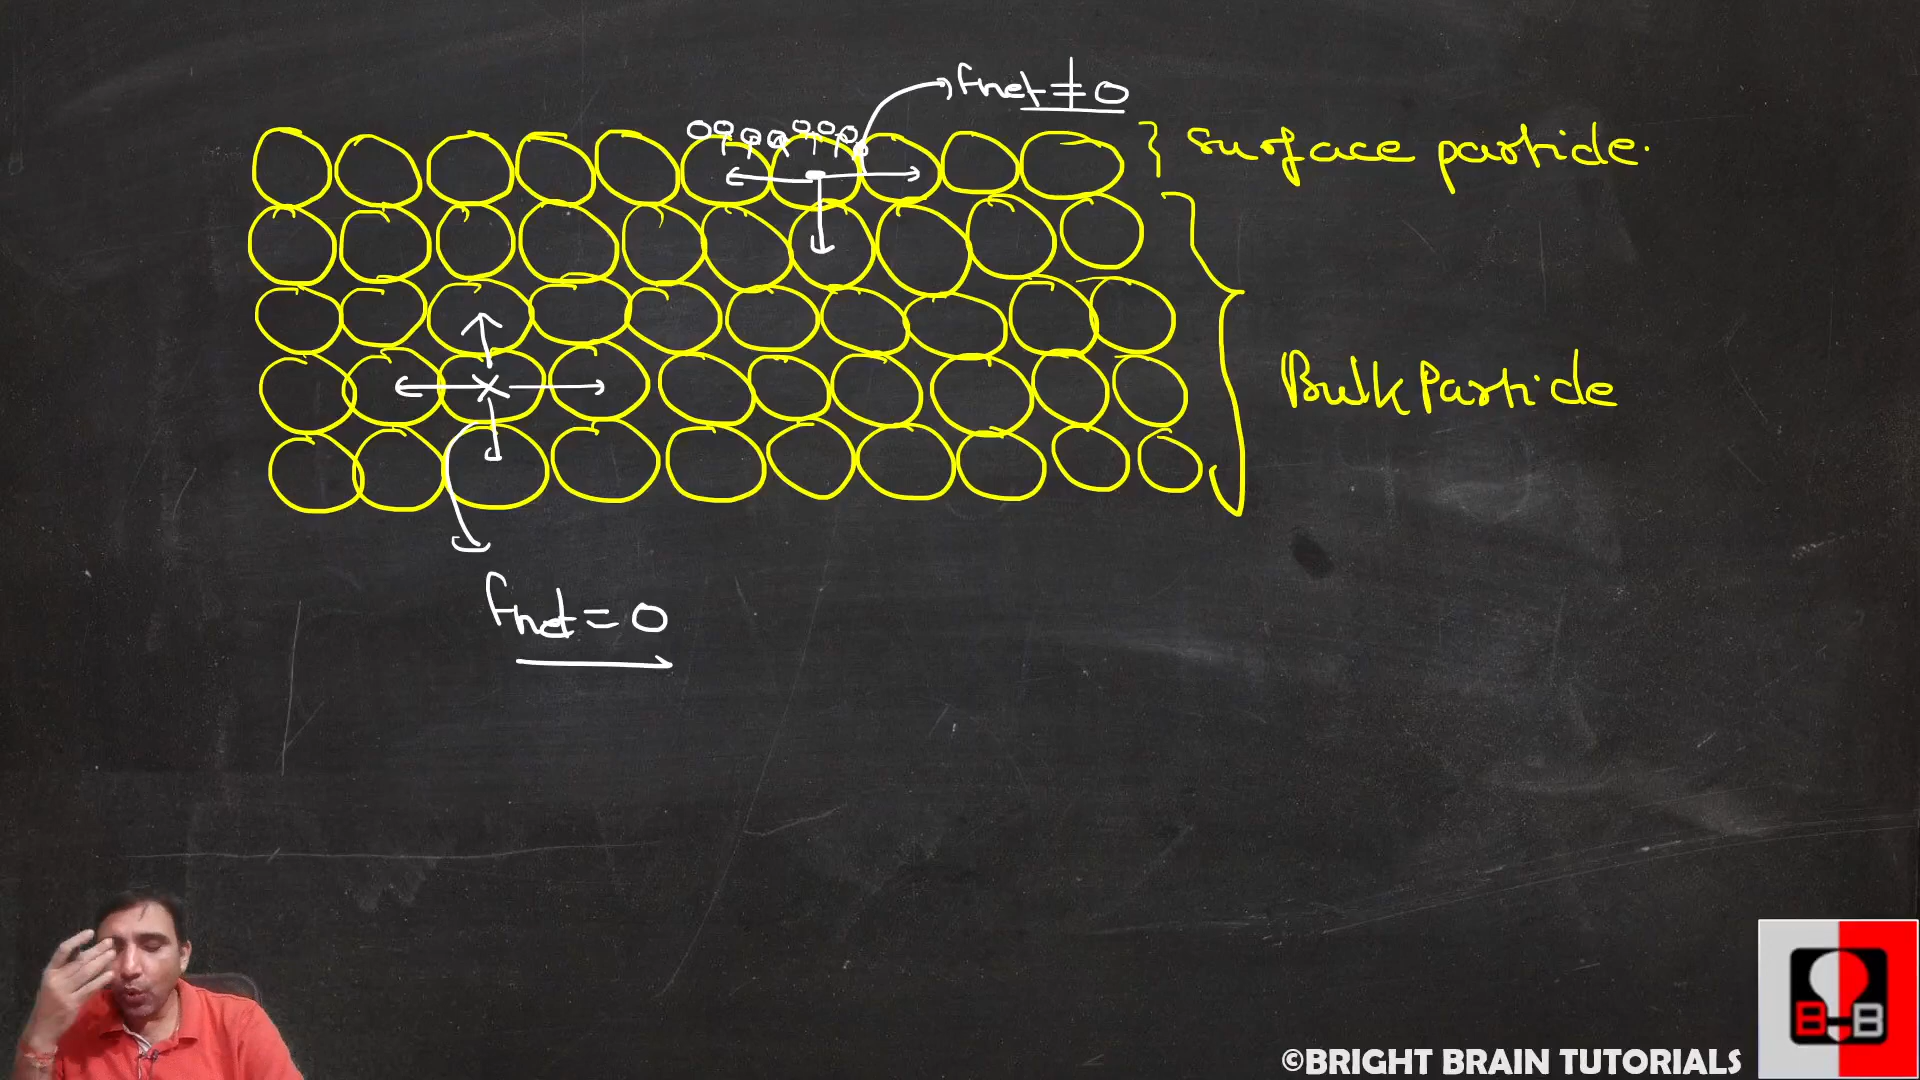 fnet ≠ 0
} surface particle.
Bulk Particle
fnet = 0
B B
©BRIGHT BRAIN TUTORIALS